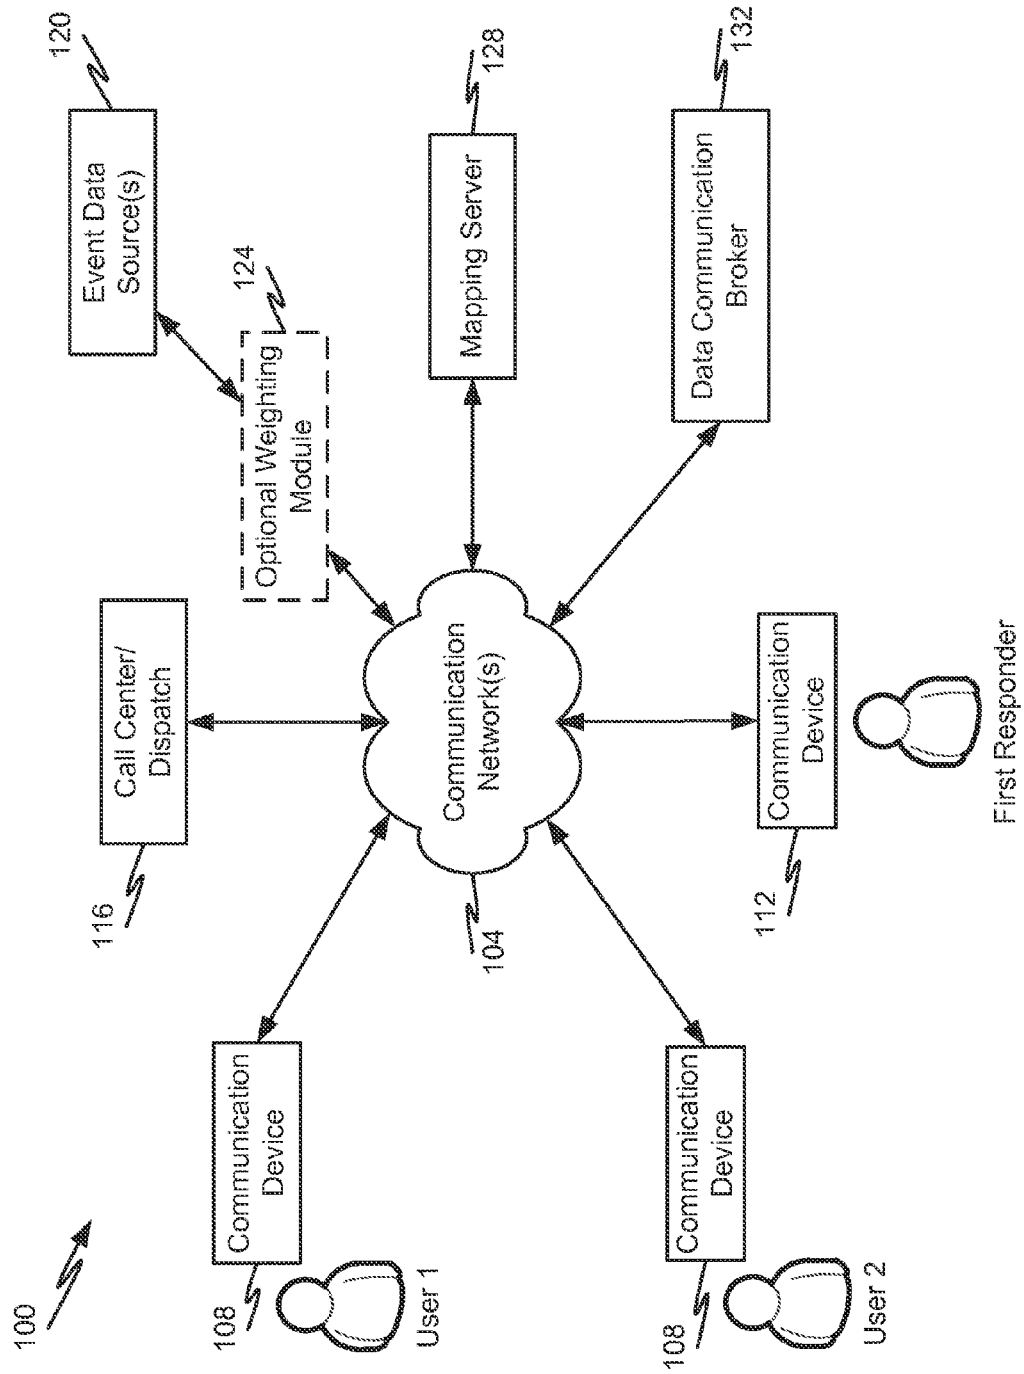 100
116
Call Center/
Dispatch
Event Data
Source(s)
120
Optional Weighting
Module
124
108
Communication
Device
User 1
104
Communication
Network(s)
Mapping Server
128
108
Communication
Device
User 2
112
Communication
Device
First Responder
Data Communication
Broker
132